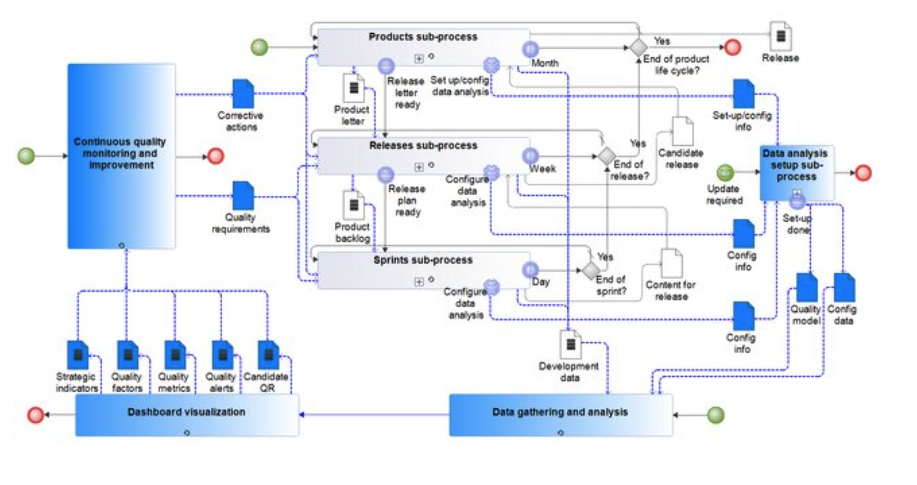 Products sub-process
Month
Yes
End of product
life cycle?
Release
Release
letter
ready
Set up/config
data analysis
Product
letter
Corrective
actions
Set-up/config
info
Continuous quality
monitoring and
improvement
Releases sub-process
Week
Yes
End of
release?
Candidate
release
Data analysis
setup sub-
process
Update
required
Set-up
done
Configure
data
analysis
Release
plan
ready
Quality
requirements
Product
backlog
Config
info
Sprints sub-process
Day
Yes
End of
sprint?
Content for
release
Configure
data
analysis
Config
info
Quality
model
Config
data
Development
data
Strategic
indicators
Quality
factors
Quality
metrics
Quality
alerts
Candidate
QR
Dashboard visualization
Data gathering and analysis